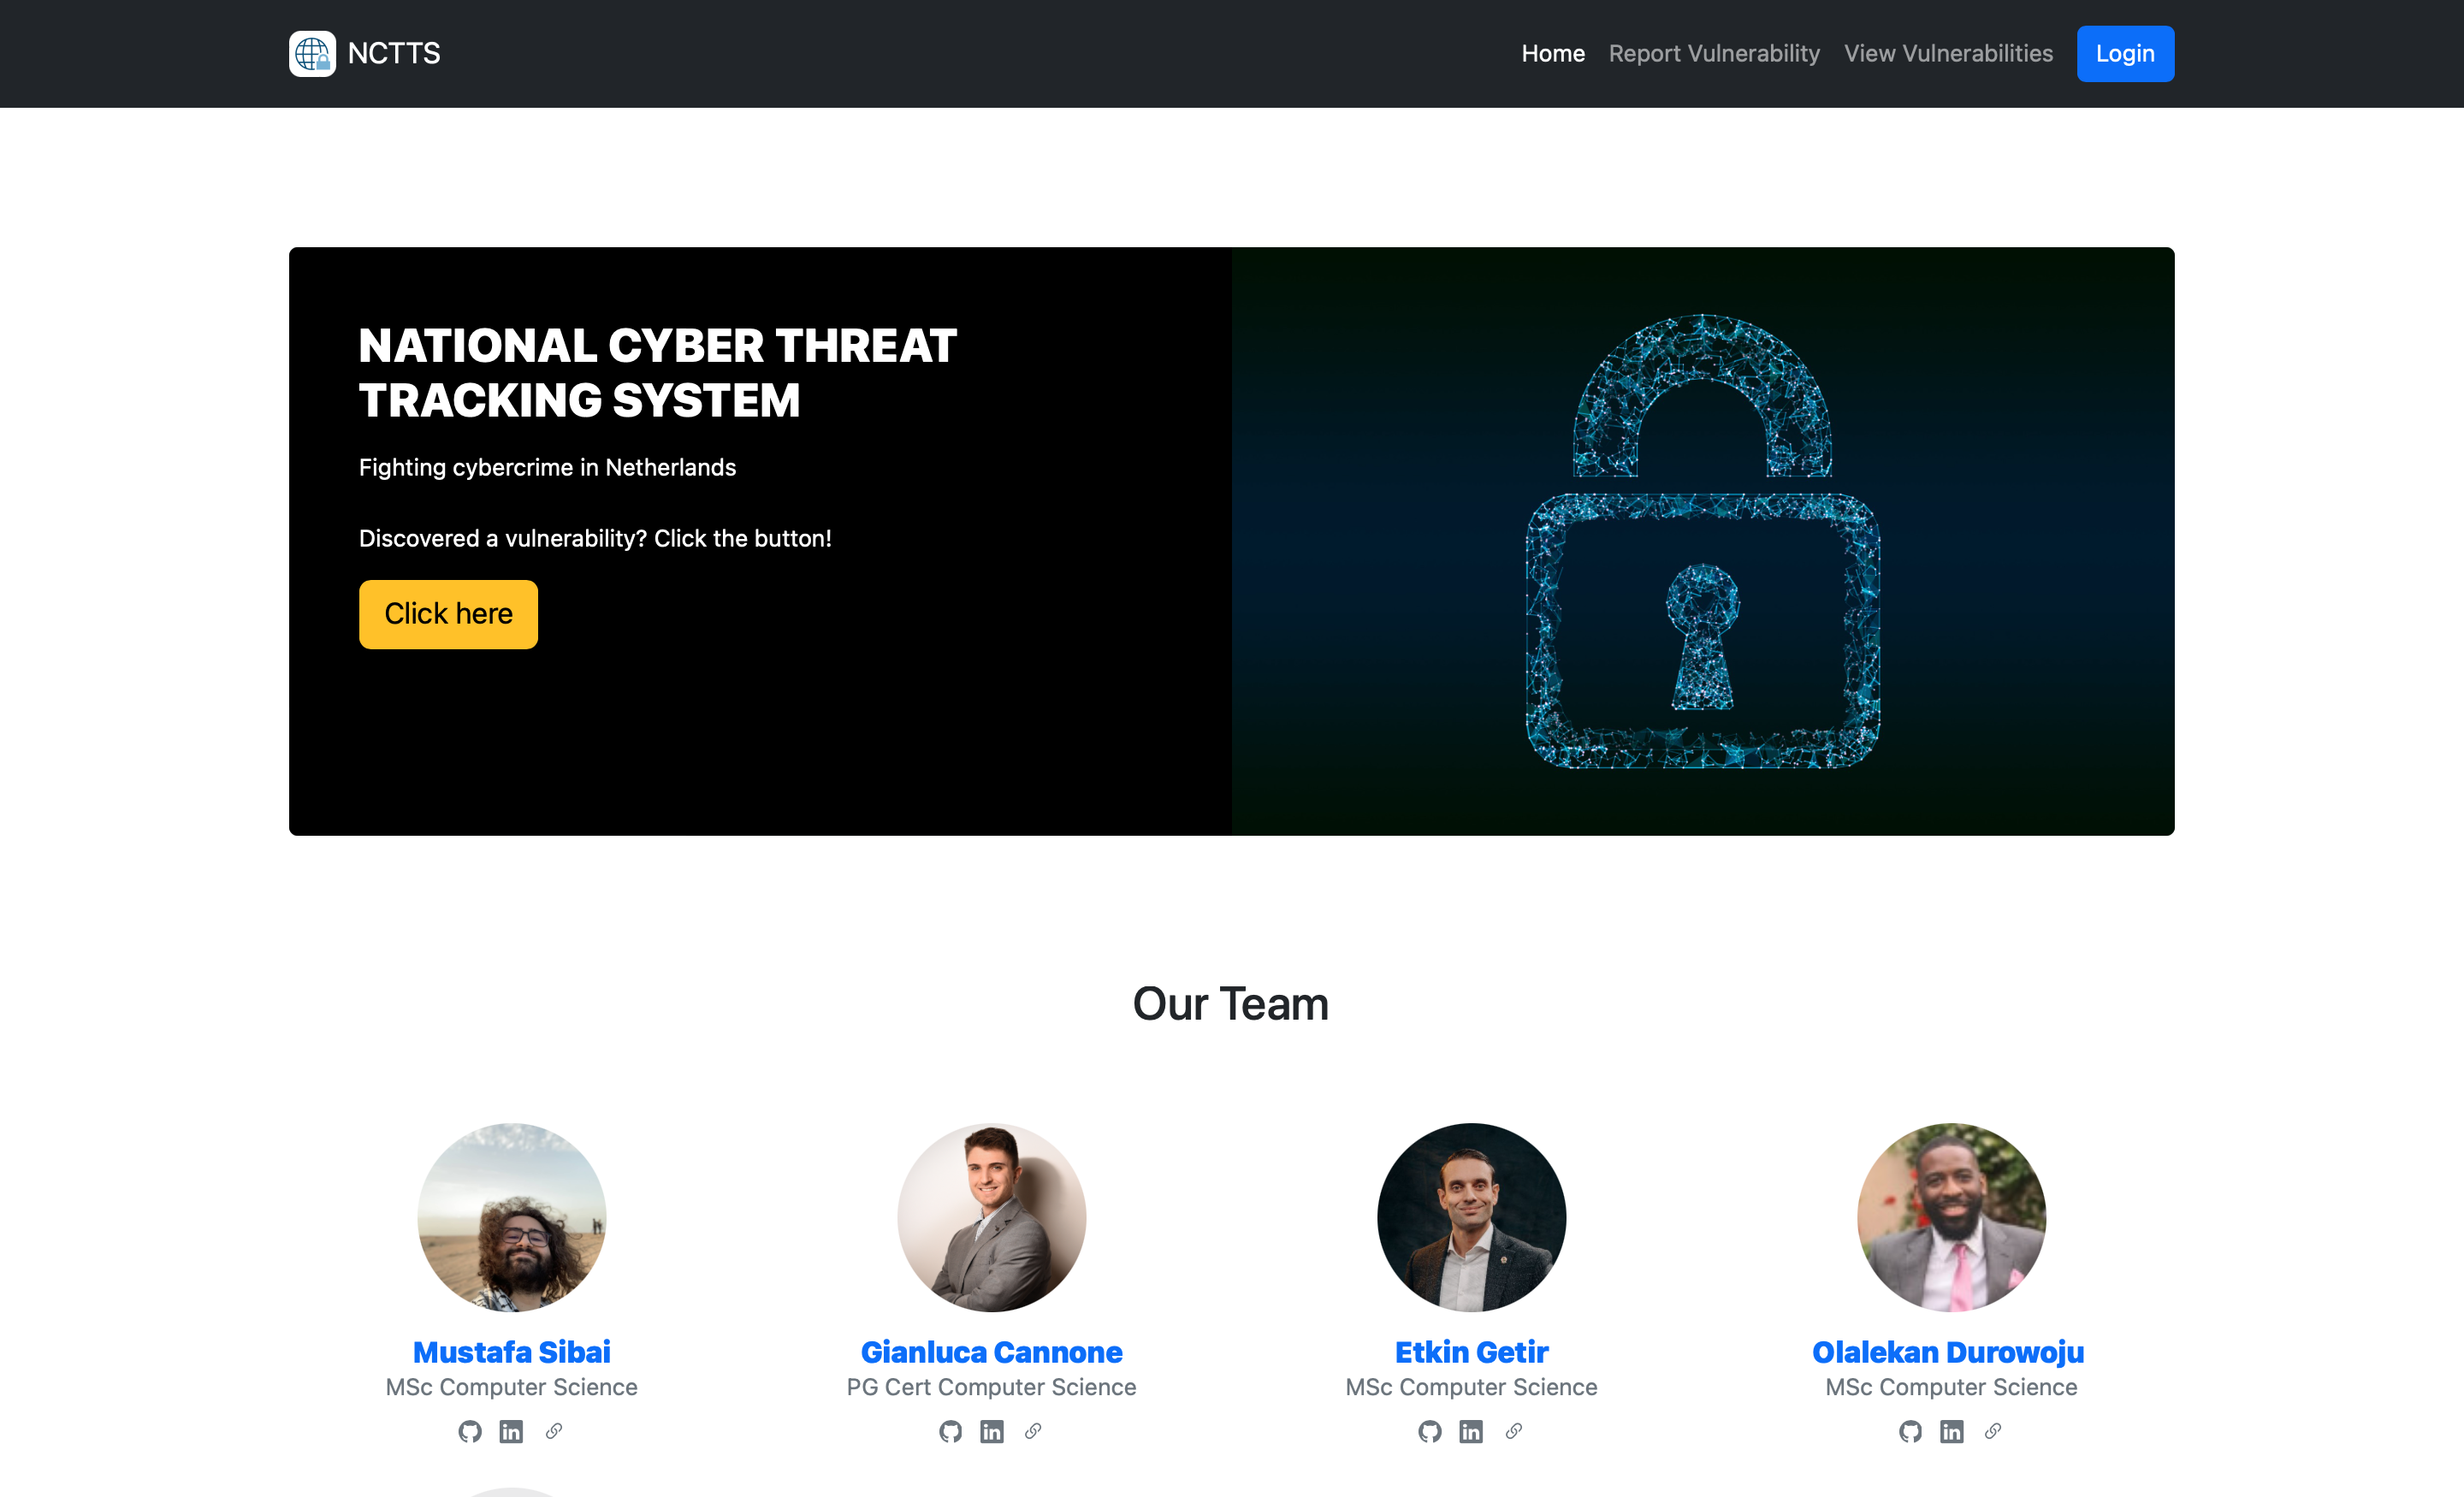 NCTTS
Home
Report Vulnerability
View Vulnerabilities
Login
NATIONAL CYBER THREAT
TRACKING SYSTEM
Fighting cybercrime in Netherlands
Discovered a vulnerability? Click the button!
Click here
Our Team
Mustafa Sibai
MSc Computer Science
Gianluca Cannone
PG Cert Computer Science
Etkin Getir
MSc Computer Science
Olalekan Durowoju
MSc Computer Science